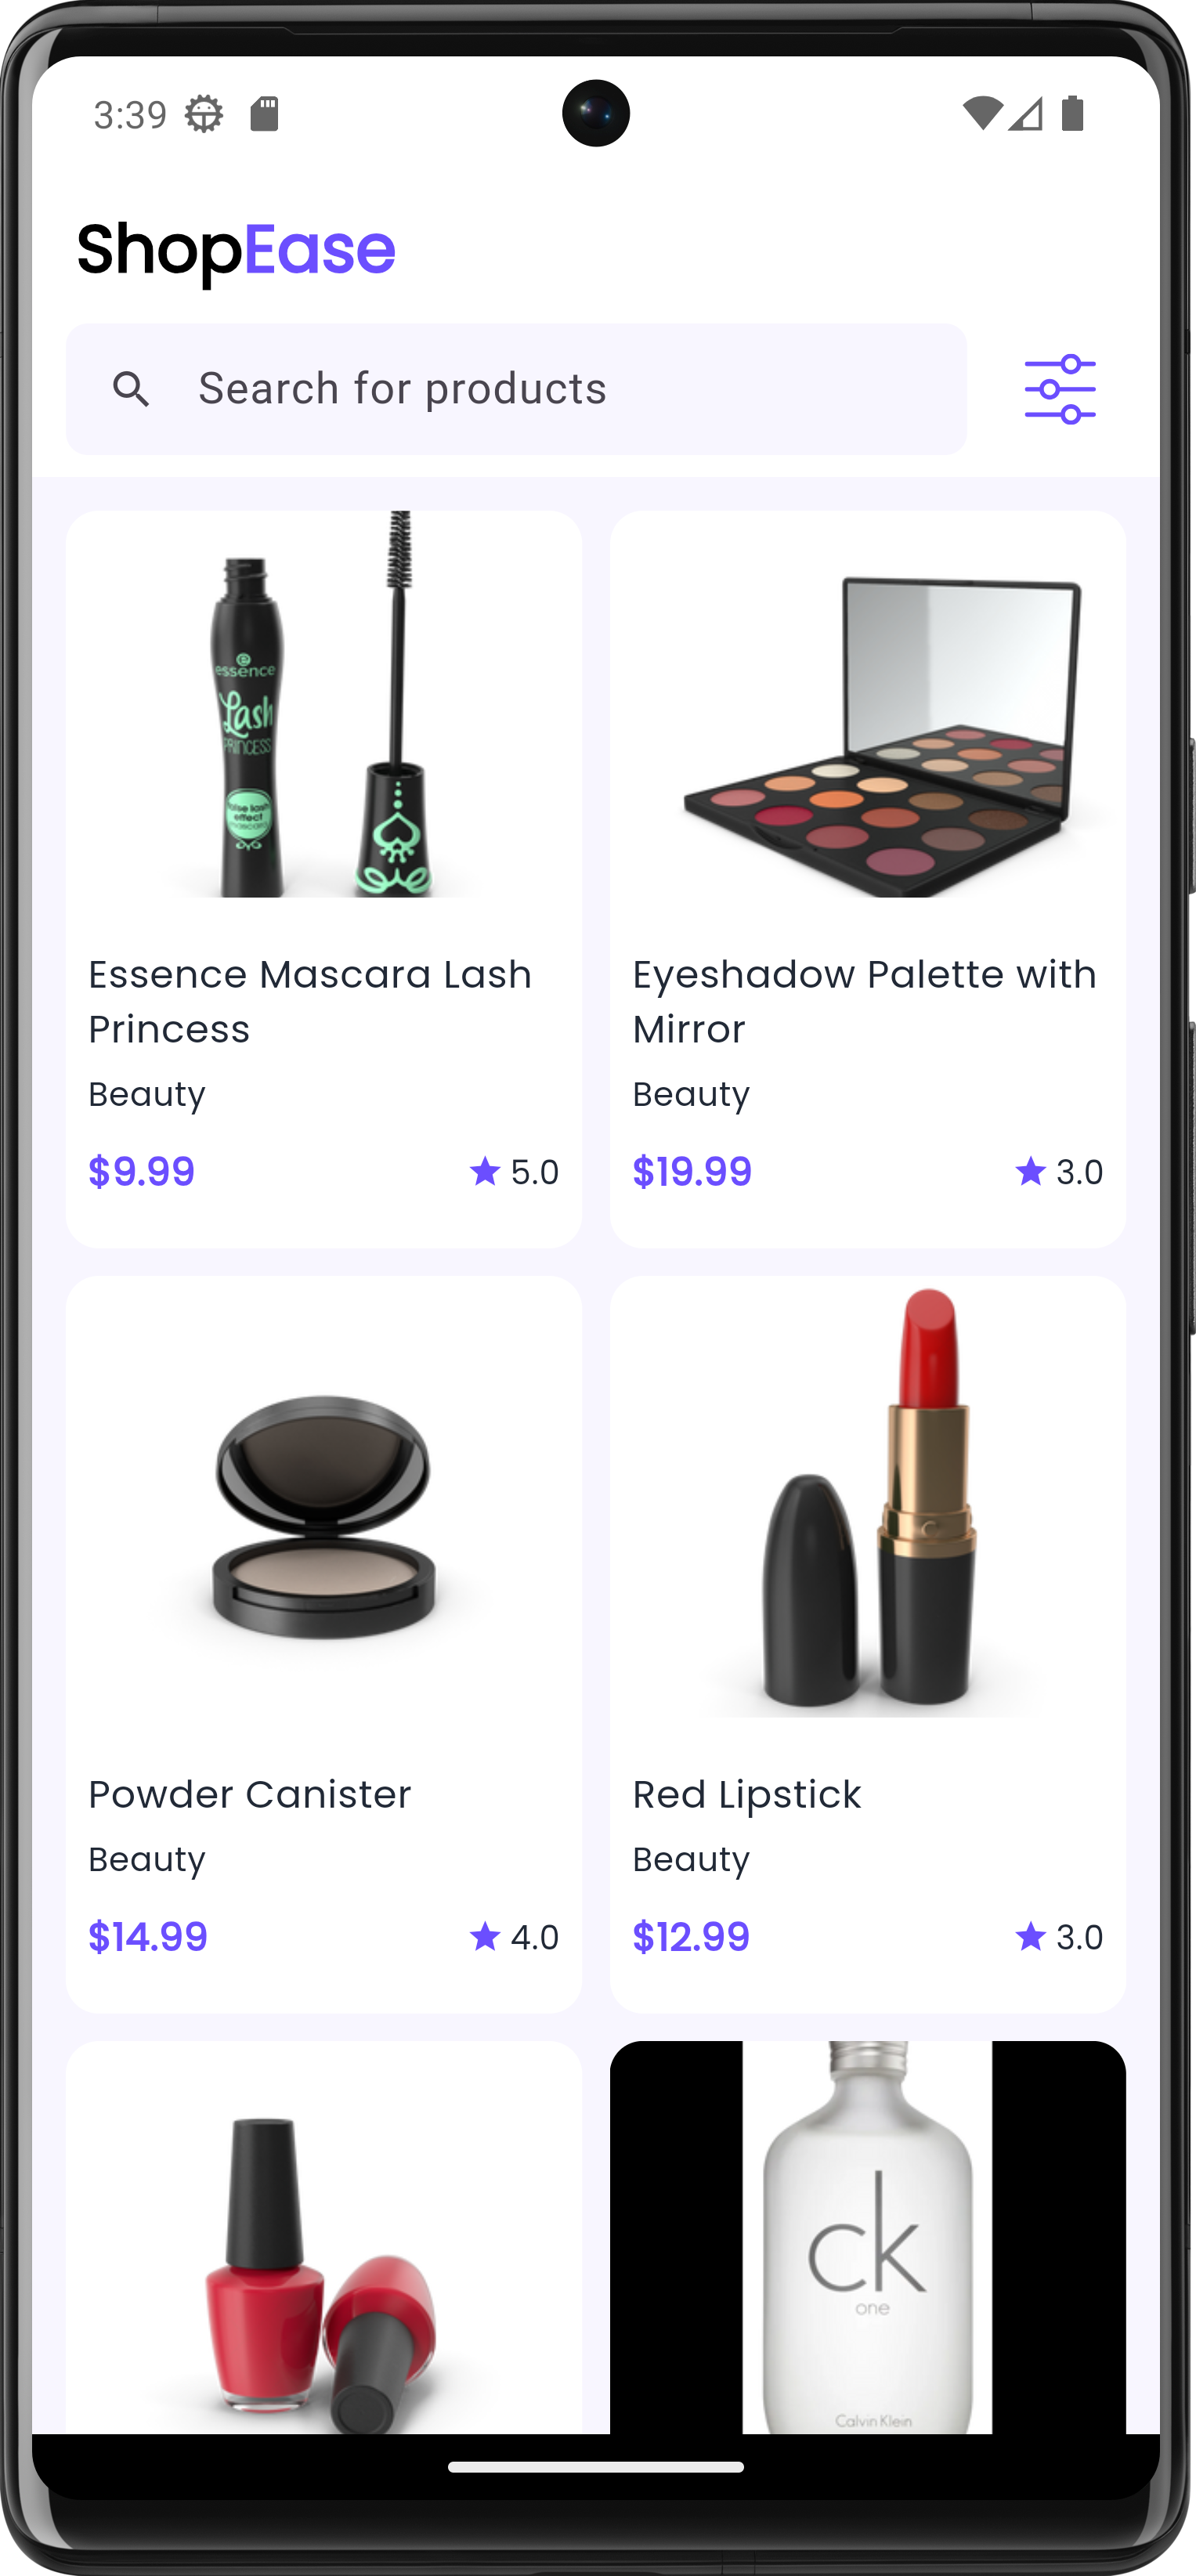 3:39
ShopEase
Search for products
essence
Lash
PRINCESS
false lash
effect
mascara
Essence Mascara Lash
Princess
Beauty
$9.99
5.0
Eyeshadow Palette with
Mirror
Beauty
$19.99
3.0
Powder Canister
Beauty
$14.99
4.0
C
Red Lipstick
Beauty
$12.99
3.0
ck
one
Calvin Klein